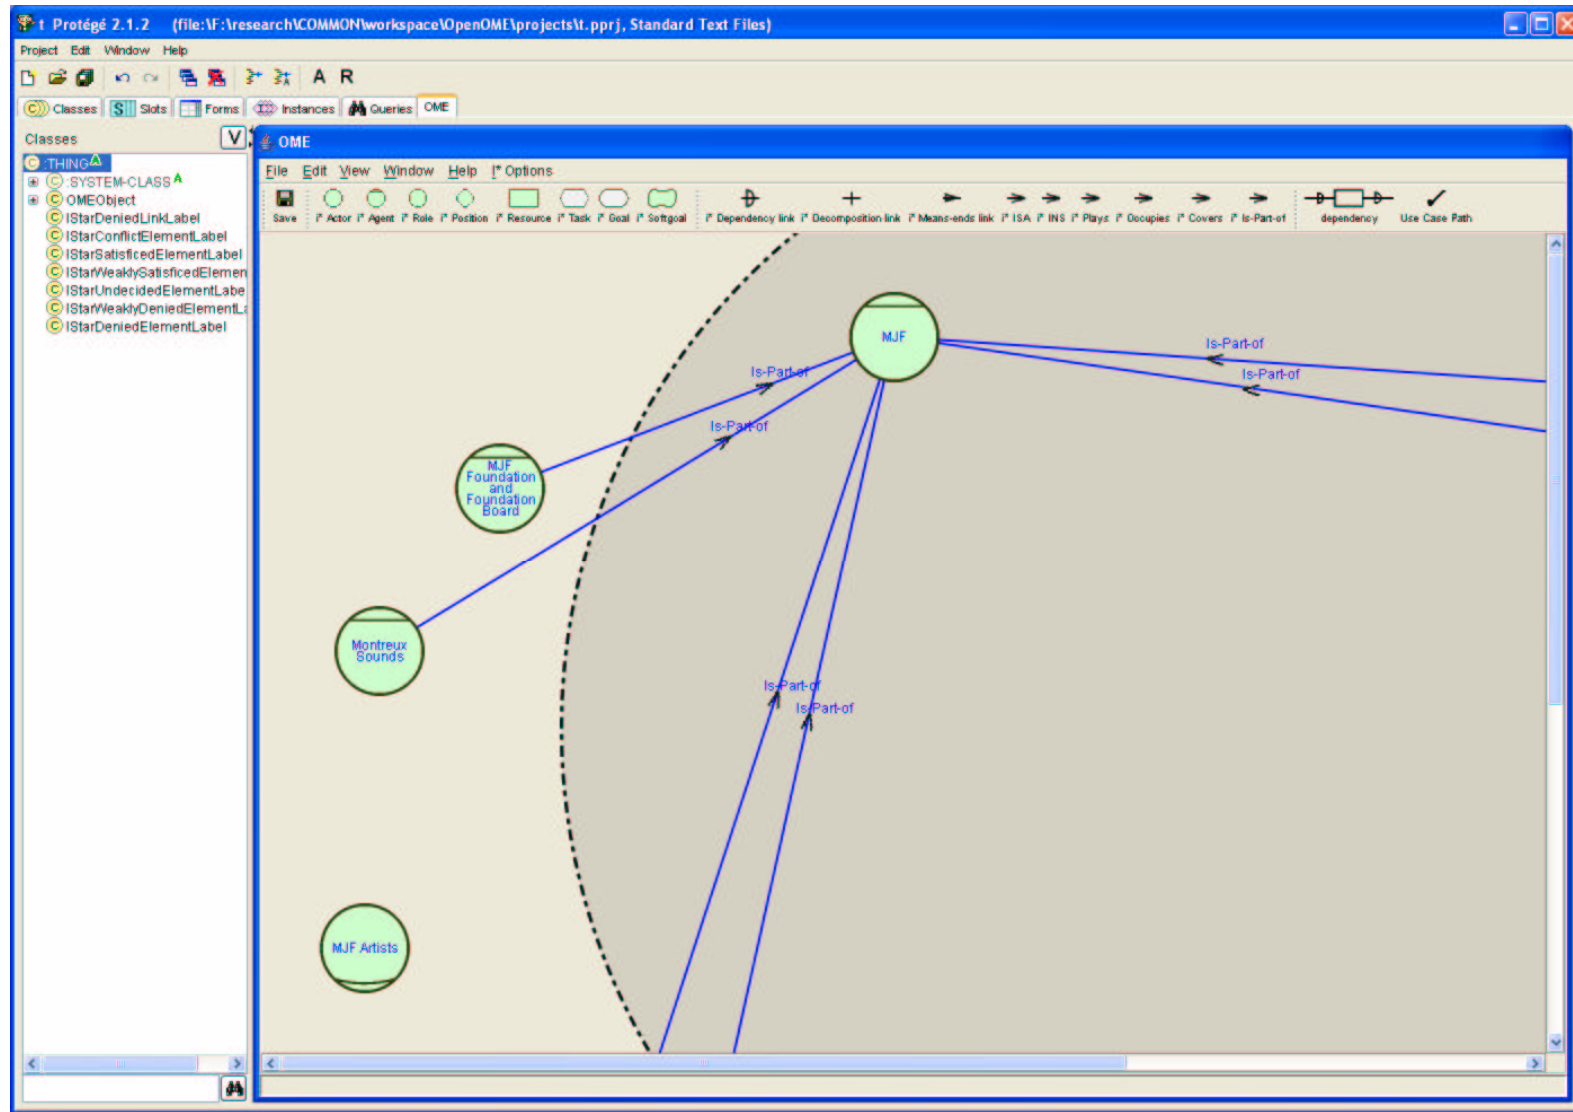 t Protégé 2.1.2 (file:\F:\research\COMMON\workspace\OpenOME\projects\t.pprj, Standard Text Files)
Project Edit Window Help
A R
C Classes S Slots Forms Instances Queries OME
Classes V
OME
C :THING A
C :SYSTEM-CLASS A
C OMEObject
C IStarDeniedLinkLabel
C IStarConflictElementLabel
C IStarSatisficedElementLabel
C IStarWeaklySatisficedElemen
C IStarUndecidedElementLabe
C IStarWeaklyDeniedElementLa
C IStarDeniedElementLabel
File Edit View Window Help I* Options
Save i* Actor i* Agent i* Role i* Position i* Resource i* Task i* Goal i* Softgoal i* Dependency link i* Decomposition link i* Means-ends link i* ISA i* INS i* Plays i* Occupies i* Covers i* Is-Part-of dependency Use Case Path
MJF
Is-Part-of
Is-Part-of
Is-Part-of
Is-Part-of
MJF
Foundation
and
Foundation
Board
Montreux
Sounds
Is-Part-of
Is-Part-of
MJF Artists